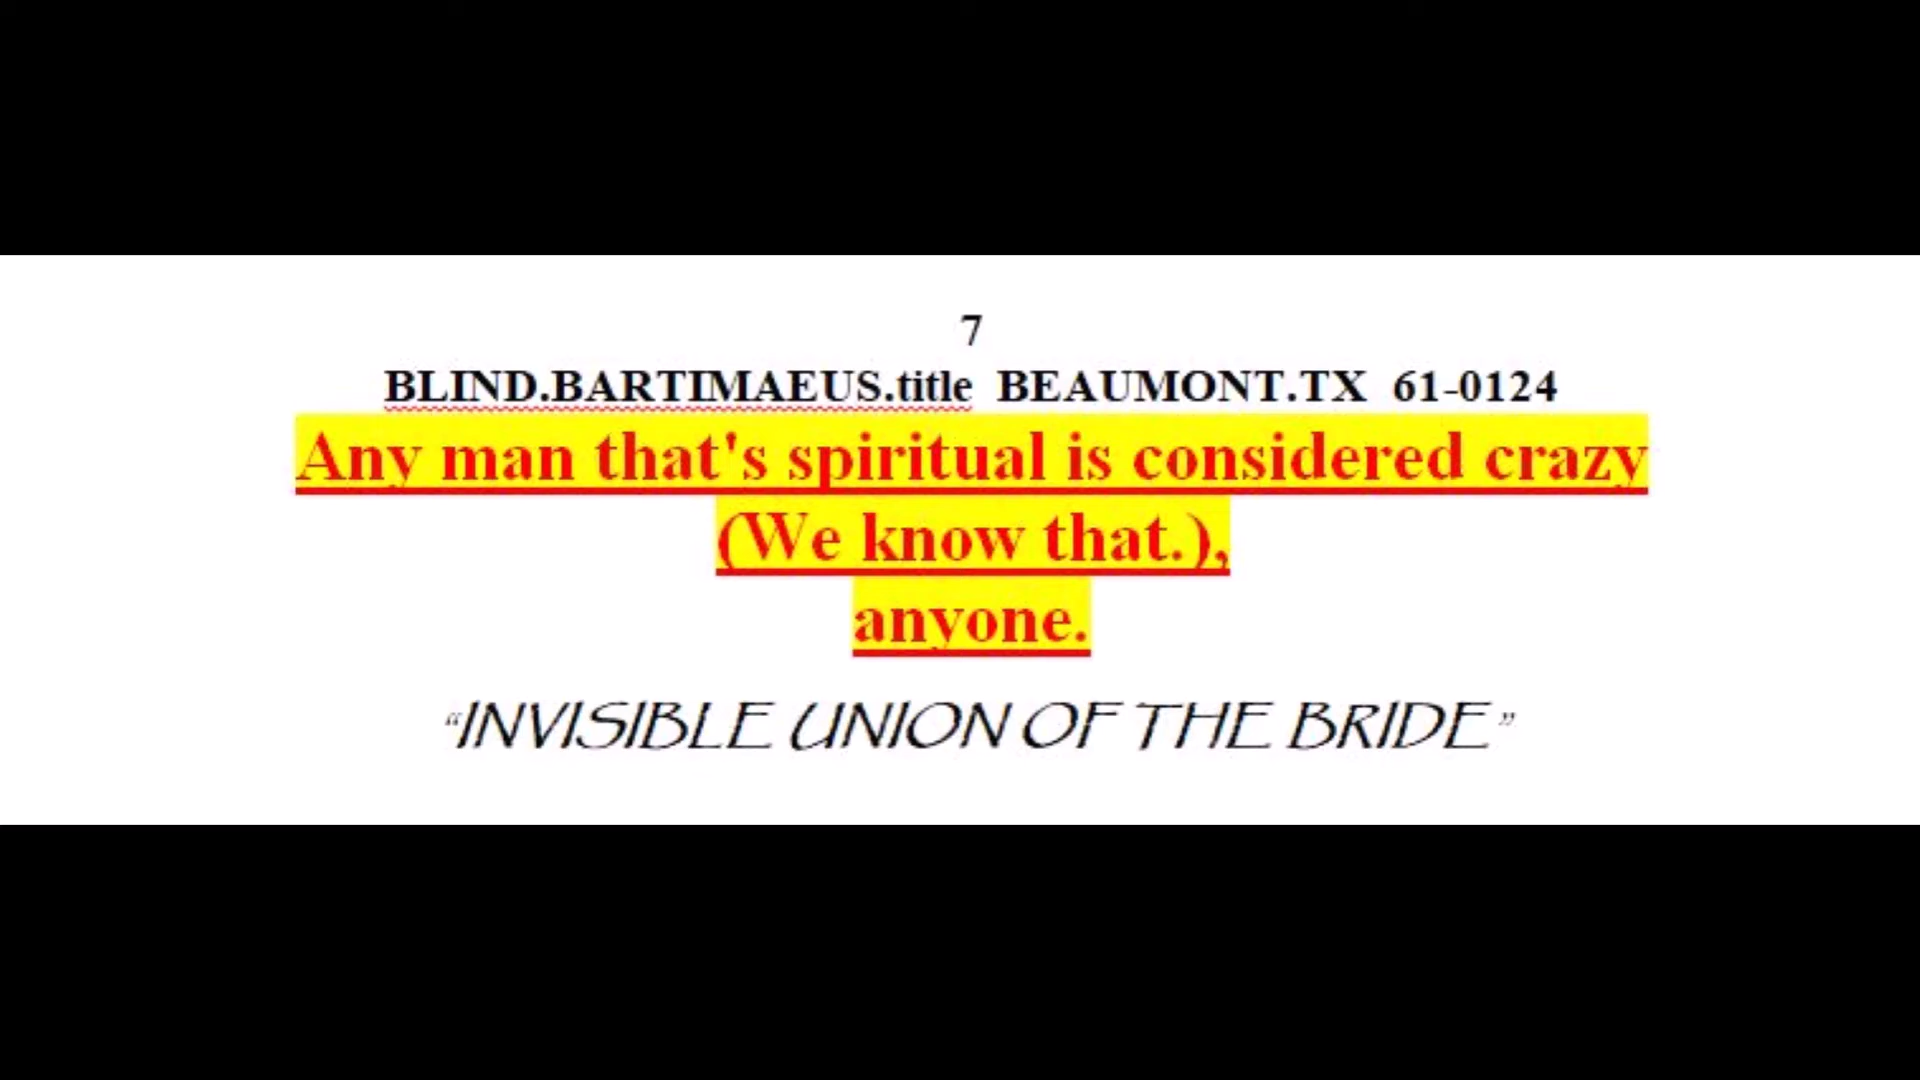 7
BLIND.BARTIMAEUS.title BEAUMONT.TX 61-0124
Any man that's spiritual is considered crazy
(We know that.),
anyone.
“INVISIBLE UNION OF THE BRIDE”